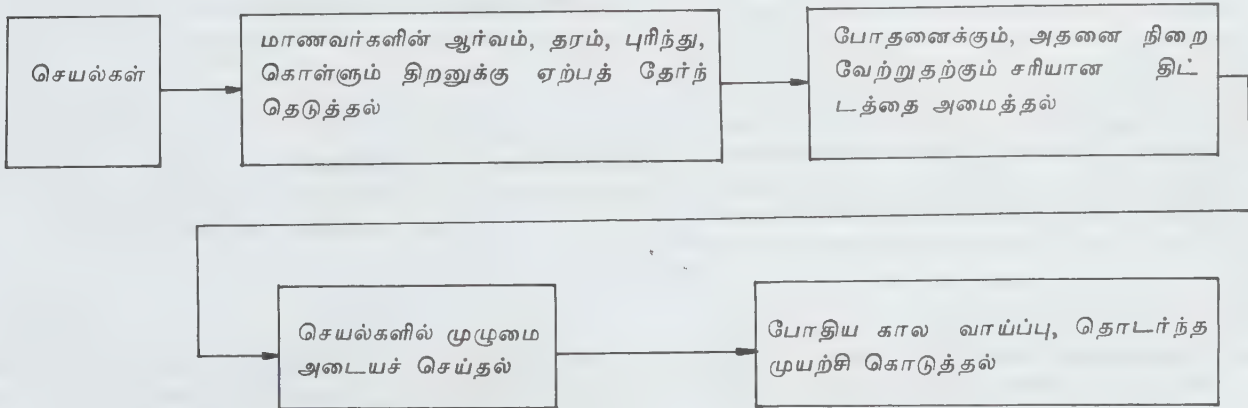 செயல்கள்
மாணவர்களின் ஆர்வம், தரம், புரிந்து,
கொள்ளும் திறனுக்கு ஏற்பத் தேர்ந்
தெடுத்தல்
போதனைக்கும், அதனை நிறை
வேற்றுதற்கும் சரியான திட்
டத்தை அமைத்தல்
செயல்களில் முழுமை
அடையச் செய்தல்
போதிய கால வாய்ப்பு, தொடர்ந்த
முயற்சி கொடுத்தல்